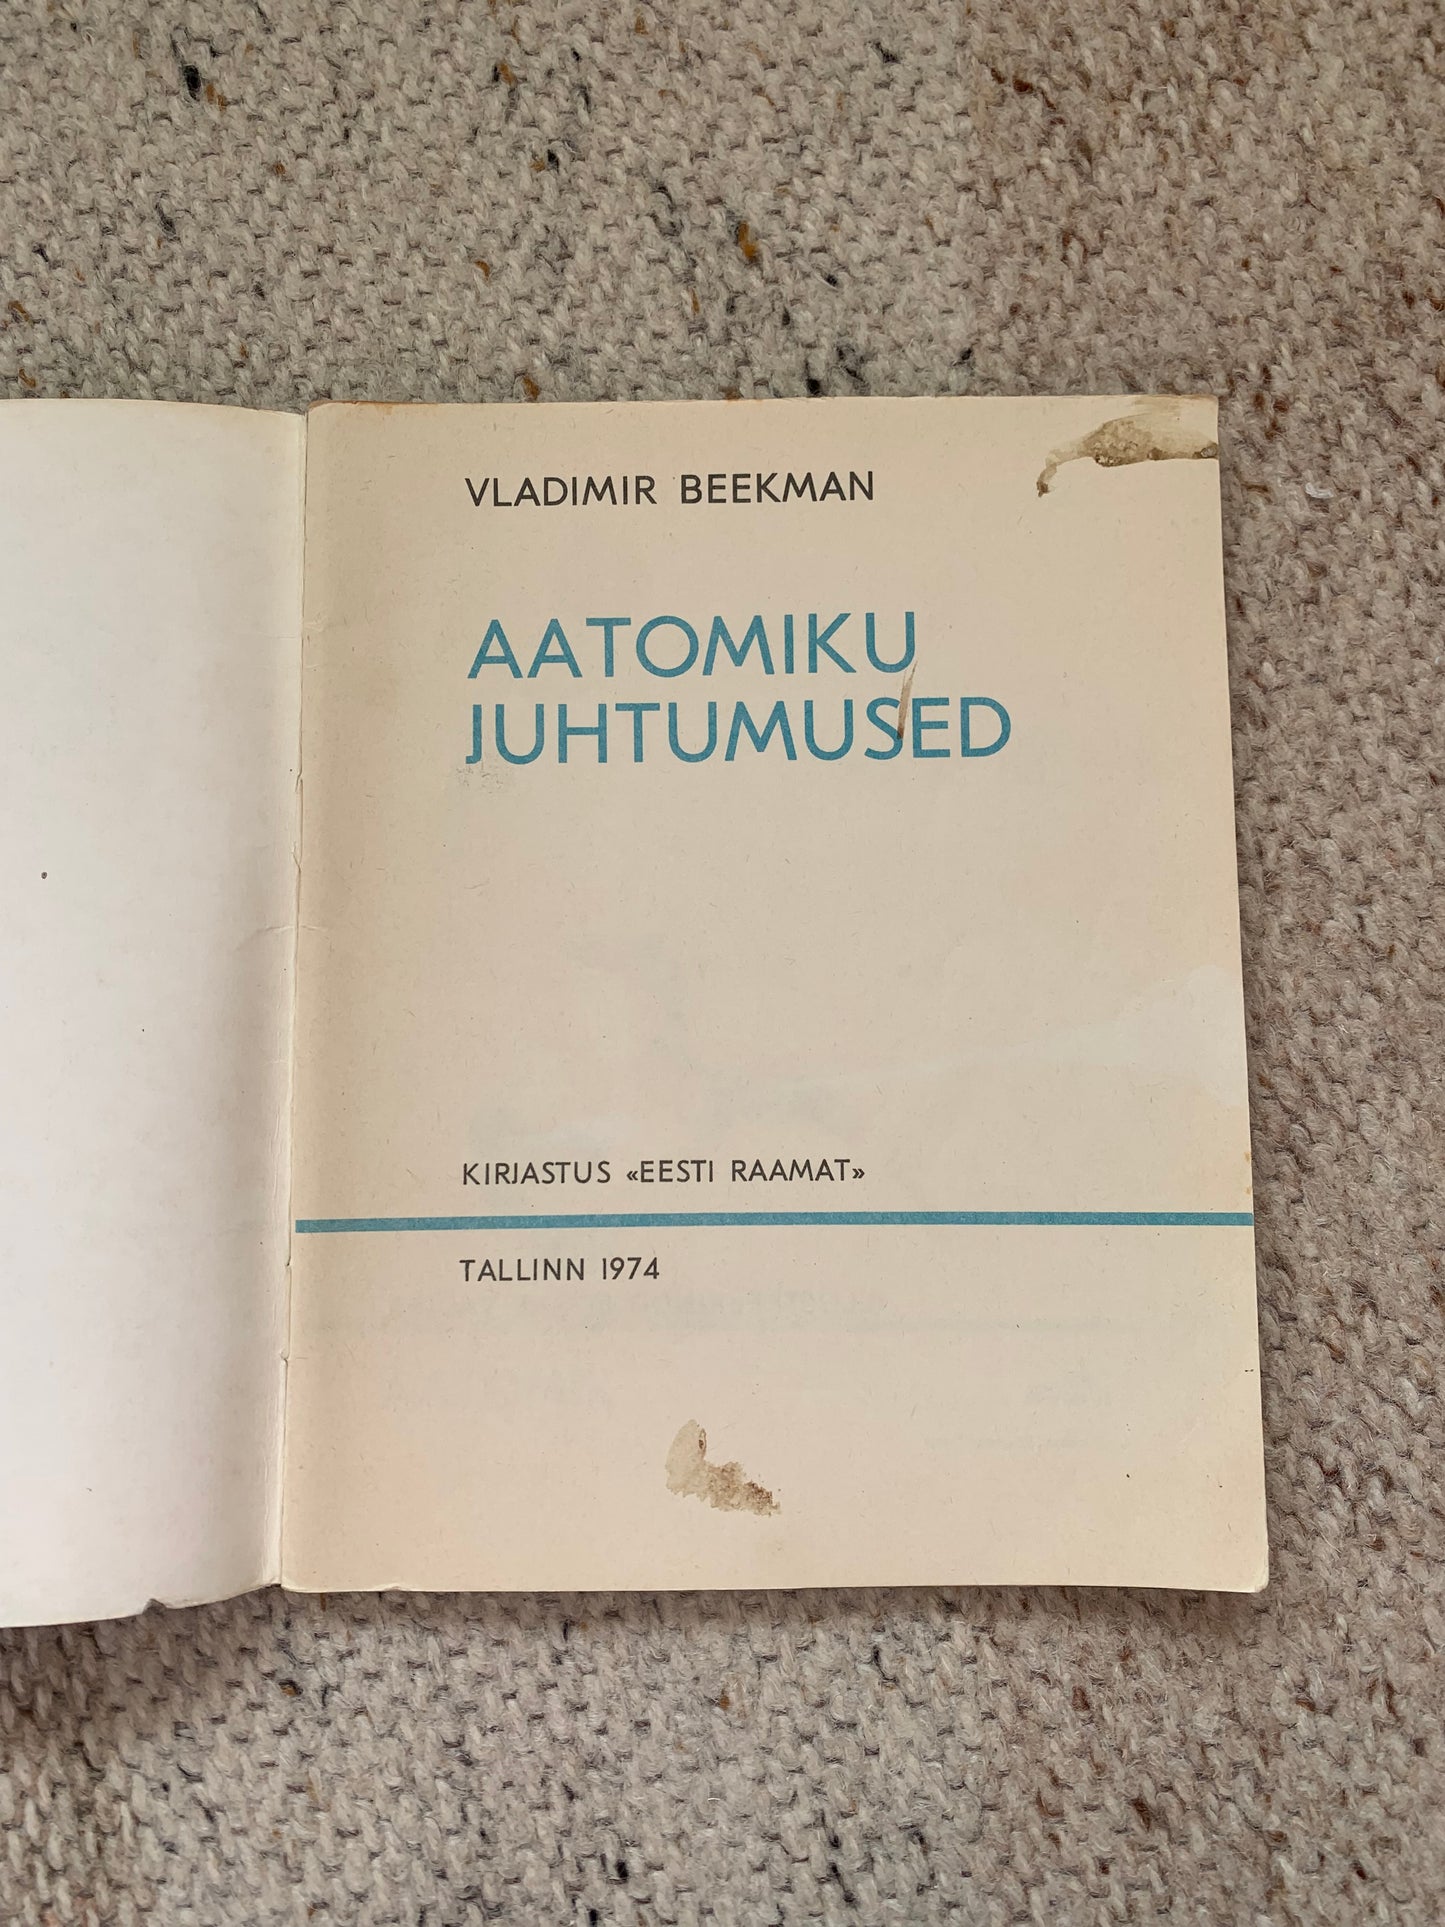 VLADIMIR BEEKMAN
AATOMIKU
JUHTUMUSED
KIRJASTUS «EESTI RAAMAT»
TALLINN 1974